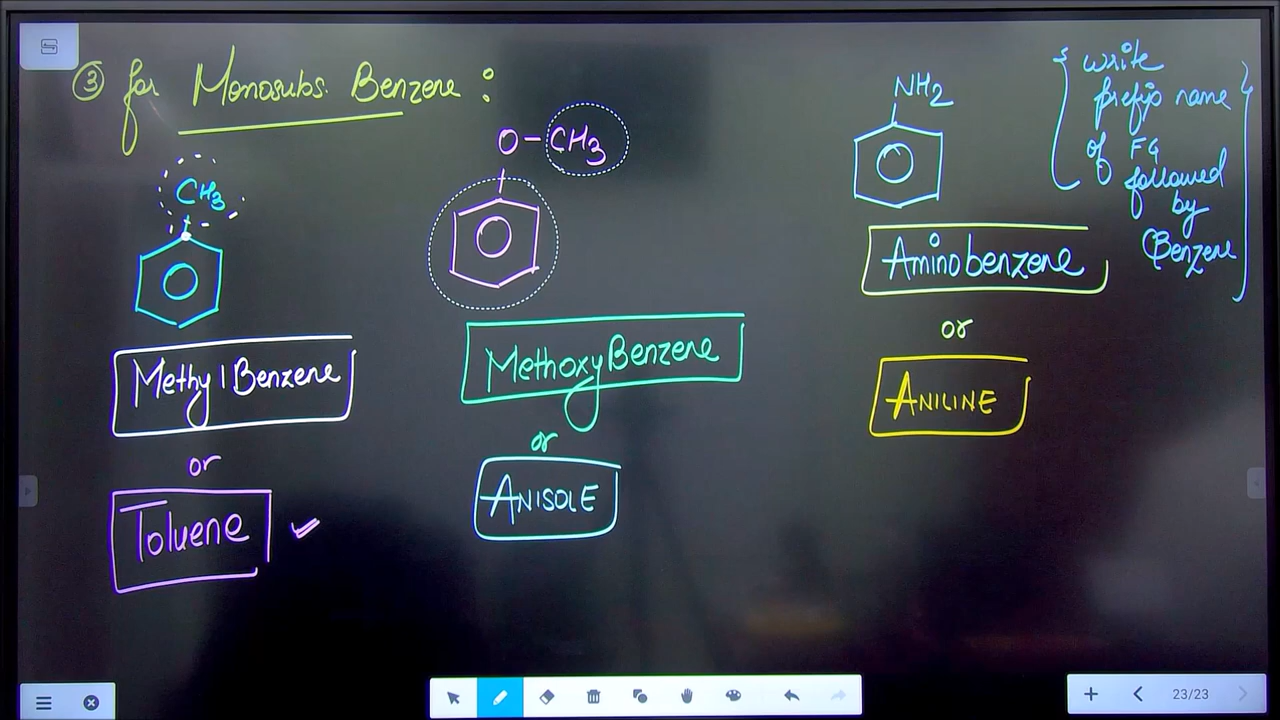 ③ for Monosubs. Benzene :
CH3
Methyl Benzene
or
Toluene
O-CH3
Methoxy Benzene
or
ANISOLE
NH2
Aminobenzene
or
ANILINE
{ write
prefix name
of FG
followed
by
Benzene }
23/23